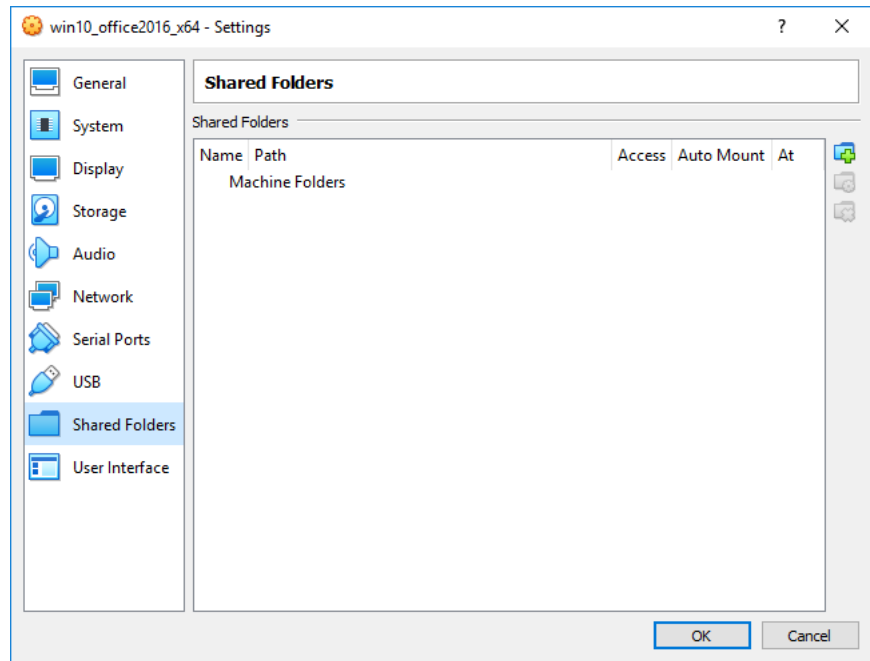 win10_office2016_x64 - Settings ?
General
System
Display
Storage
Audio
Network
Serial Ports
USB
Shared Folders
User Interface
Shared Folders
Shared Folders
Name Path Access Auto Mount At
Machine Folders
OK Cancel